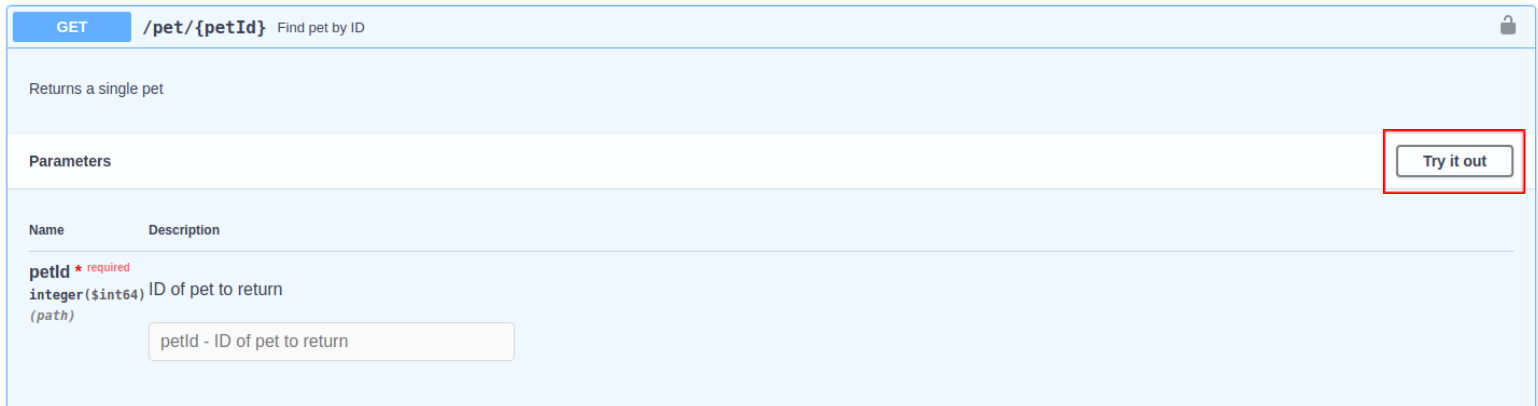 GET /pet/{petId} Find pet by ID
Returns a single pet
Parameters Try it out
Name Description
petId * required
integer($int64) ID of pet to return
(path)
petId - ID of pet to return